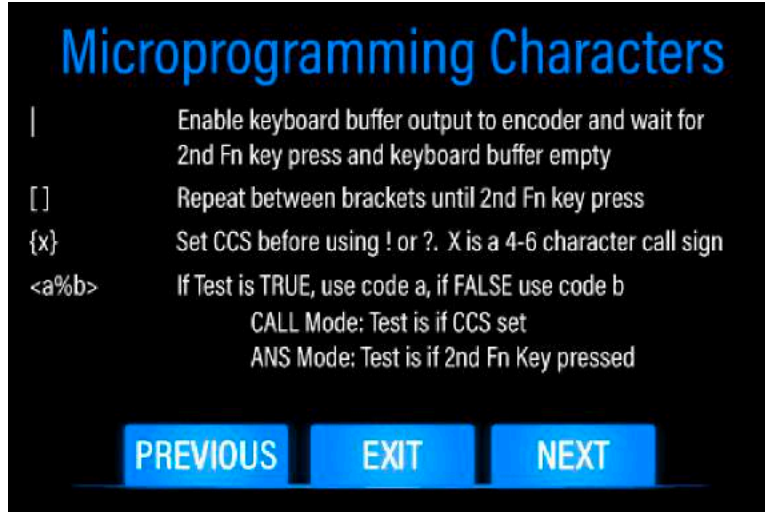 Microprogramming Characters
| Enable keyboard buffer output to encoder and wait for
2nd Fn key press and keyboard buffer empty
[ ] Repeat between brackets until 2nd Fn key press
{x} Set CCS before using ! or ?. X is a 4-6 character call sign
<a%b> If Test is TRUE, use code a, if FALSE use code b
CALL Mode: Test is if CCS set
ANS Mode: Test is if 2nd Fn Key pressed
PREVIOUS EXIT NEXT